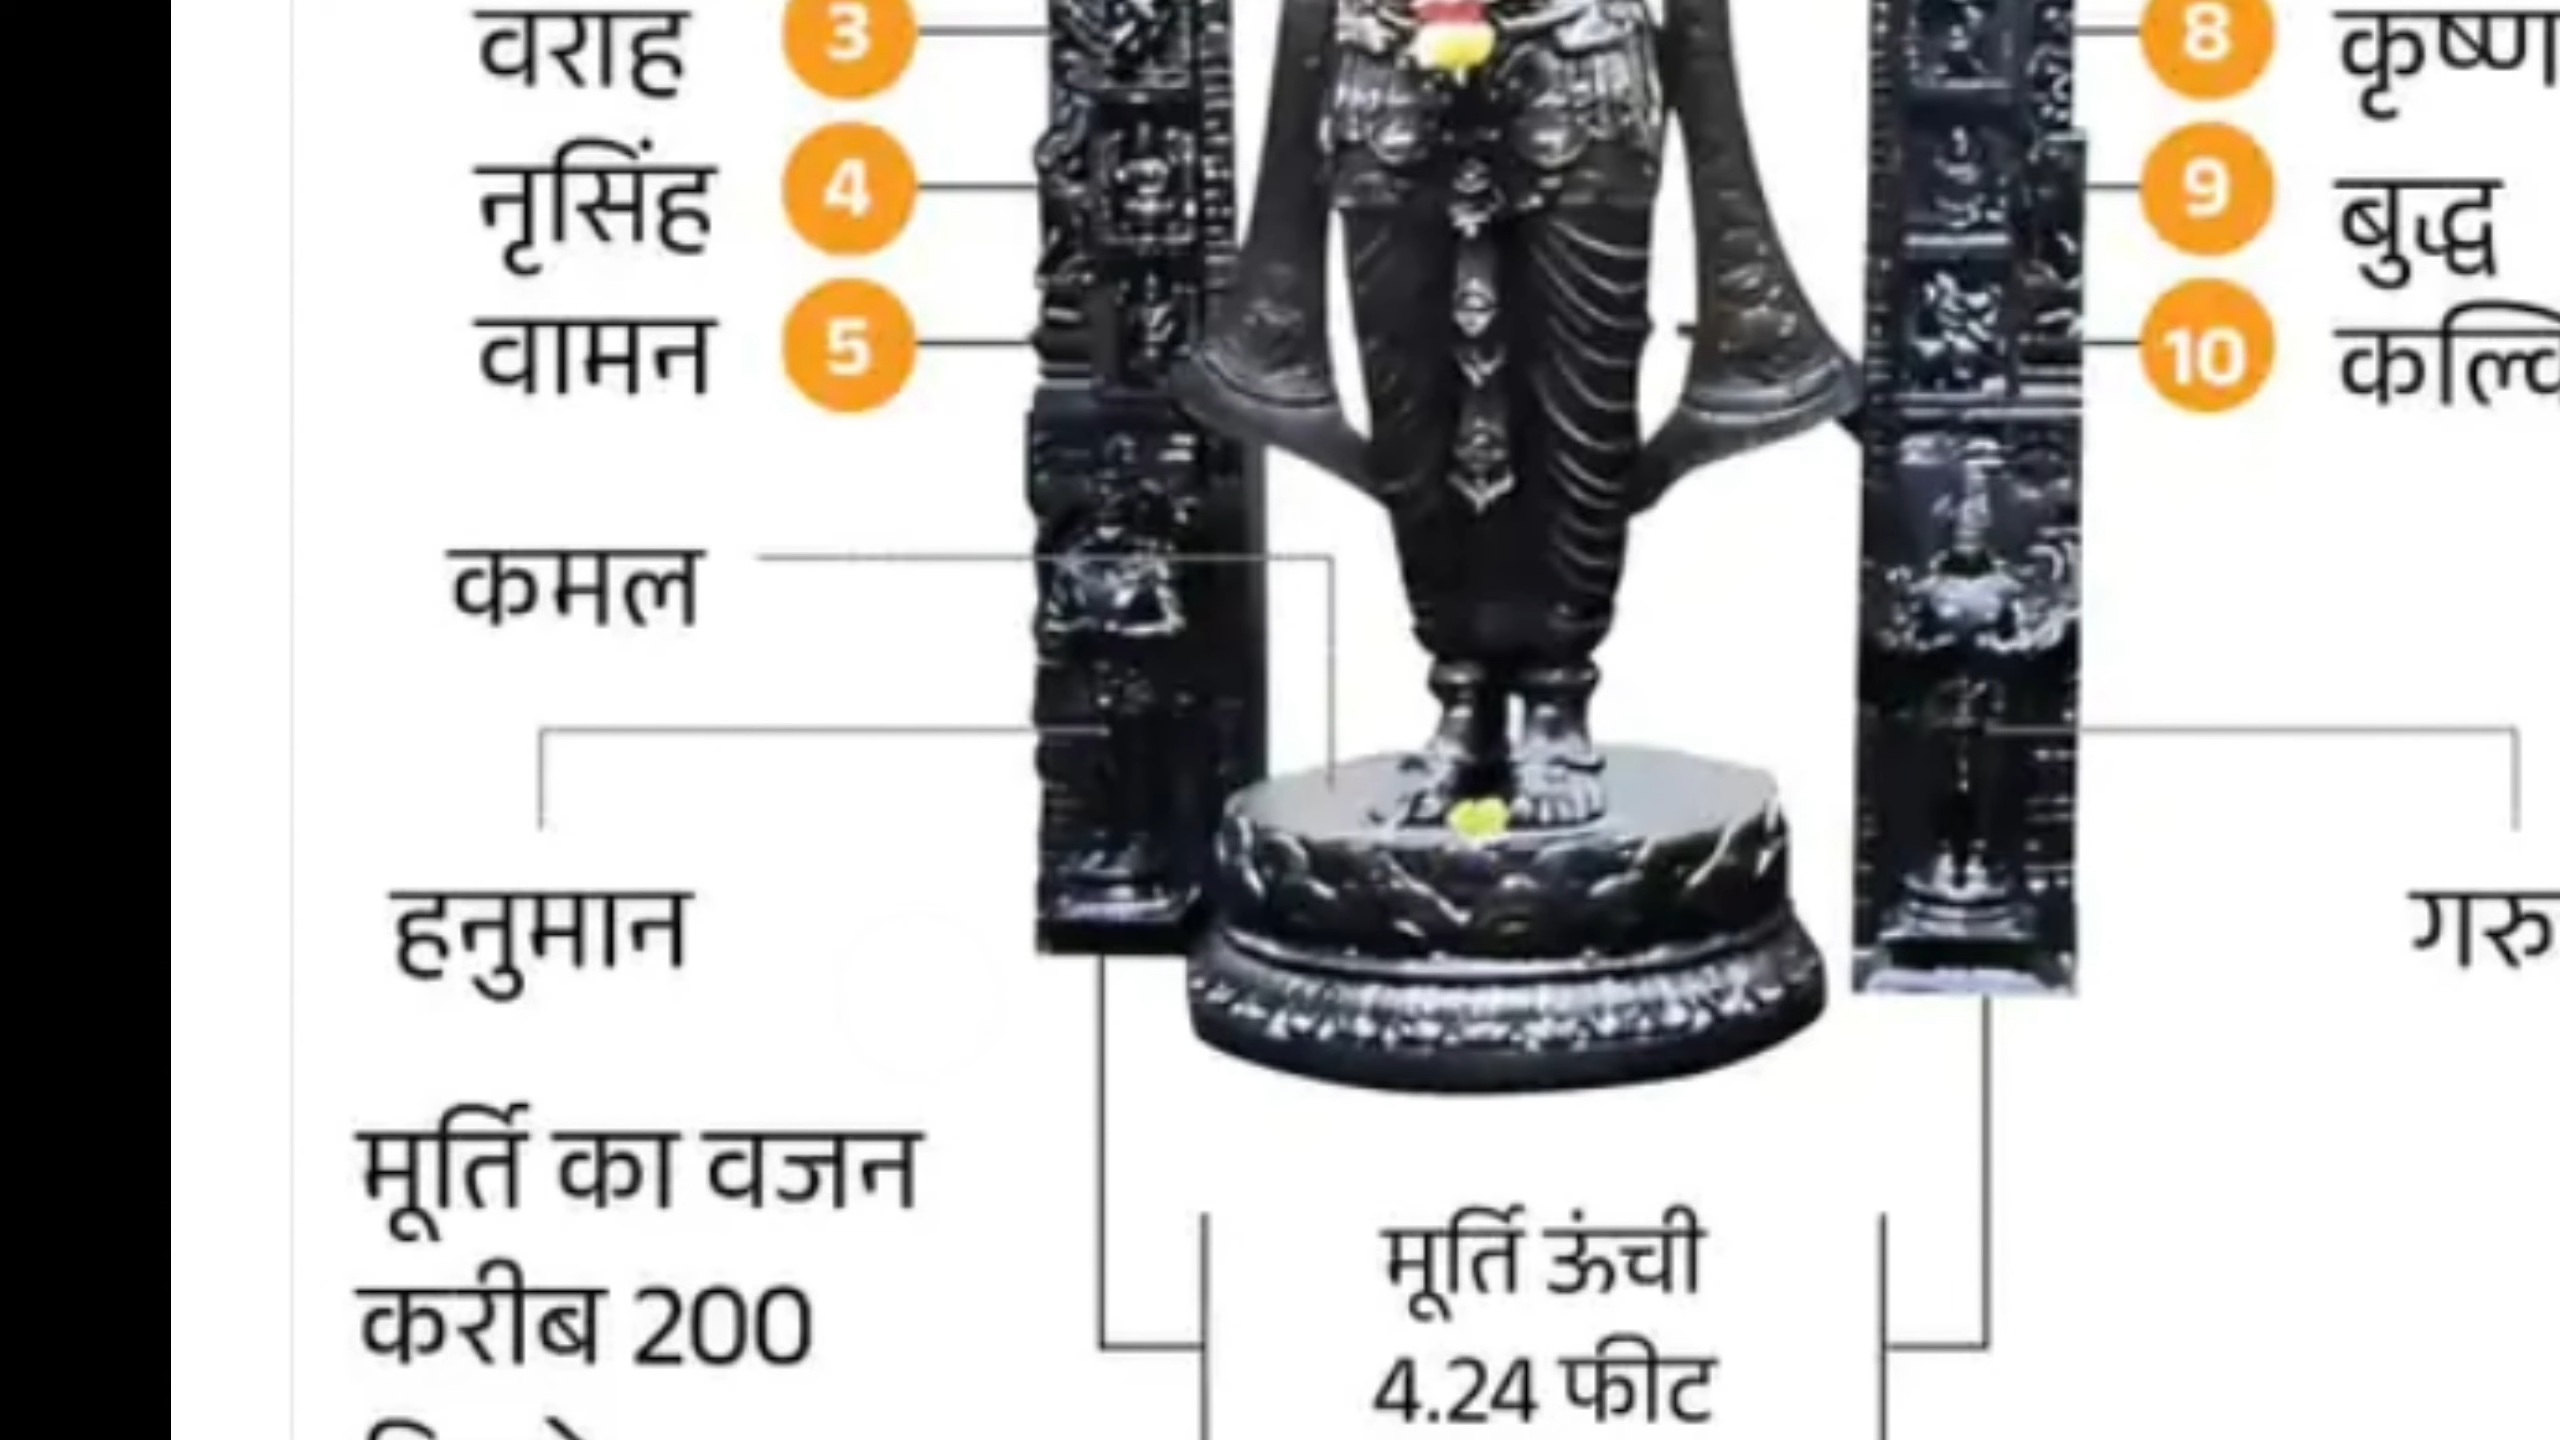 वराह 3
नृसिंह 4
वामन 5
8 कृष्ण
9 बुद्ध
10
कमल
हनुमान
मूर्ति का वजन
करीब 200
मूर्ति ऊंची
4.24 फीट